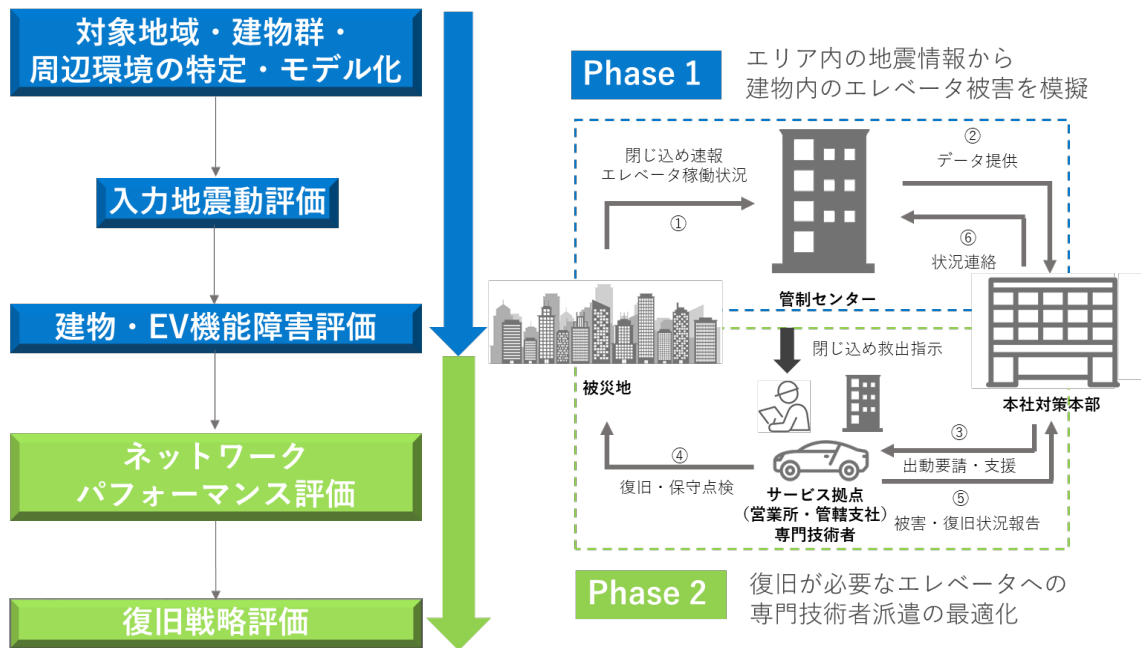 対象地域・建物群・
周辺環境の特定・モデル化
入力地震動評価
建物・EV機能障害評価
ネットワーク
パフォーマンス評価
復旧戦略評価
Phase 1
エリア内の地震情報から
建物内のエレベータ被害を模擬
閉じ込め速報
エレベータ稼働状況
①
②
データ提供
⑥
状況連絡
管制センター
閉じ込め救出指示
被災地
本社対策本部
③
出動要請・支援
④
復旧・保守点検
サービス拠点
（営業所・管轄支社）
専門技術者
⑤
被害・復旧状況報告
Phase 2
復旧が必要なエレベータへの
専門技術者派遣の最適化